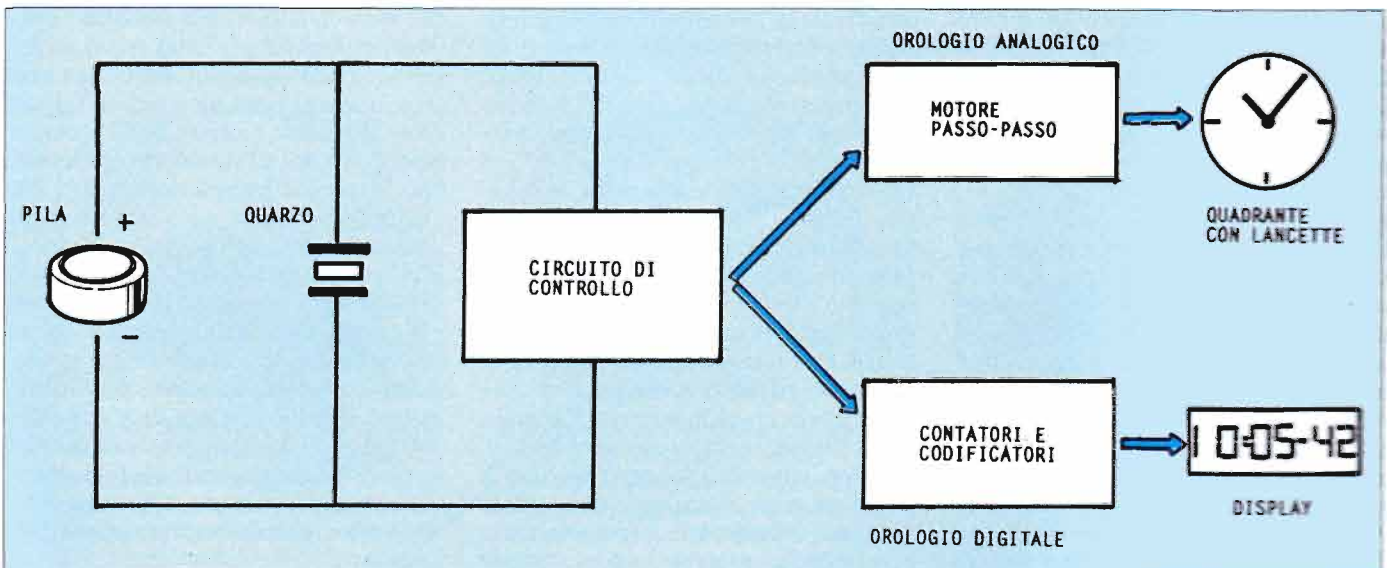 OROLOGIO ANALOGICO
MOTORE
PASSO-PASSO
QUADRANTE
CON LANCETTE
PILA
+
-
QUARZO
CIRCUITO DI
CONTROLLO
CONTATORI E
CODIFICATORI
10:05-42
DISPLAY
OROLOGIO DIGITALE